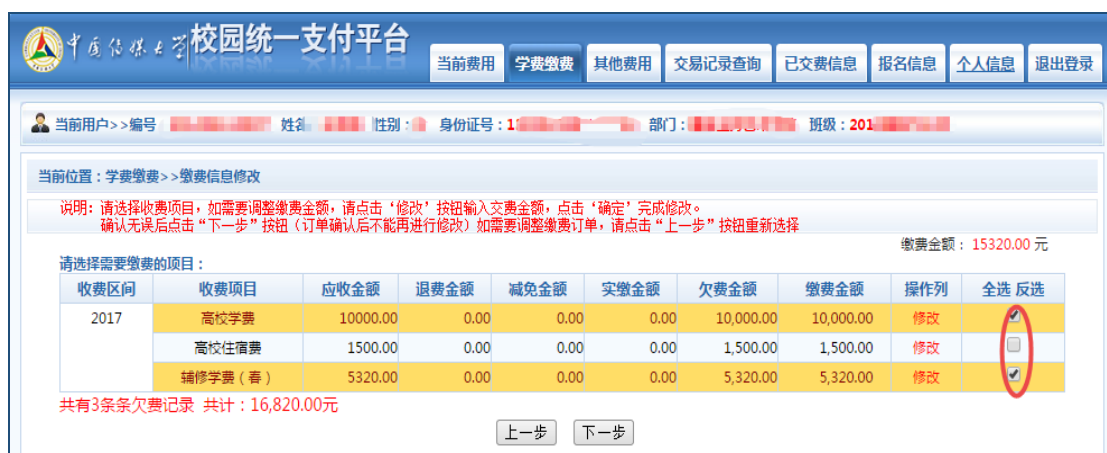 中国传媒大学 校园统一支付平台
当前费用 学费缴费 其他费用 交易记录查询 已交费信息 报名信息 个人信息 退出登录
当前用户>>编号 姓名 性别: 身份证号:1 部门: 班级:201
当前位置:学费缴费>>缴费信息修改
说明:请选择收费项目,如需要调整缴费金额,请点击‘修改’按钮输入交费金额,点击‘确定’完成修改。
确认无误后点击“下一步”按钮(订单确认后不能再进行修改)如需要调整缴费订单,请点击“上一步”按钮重新选择
缴费金额: 15320.00 元
请选择需要缴费的项目:
收费区间 收费项目 应收金额 退费金额 减免金额 实缴金额 欠费金额 缴费金额 操作列 全选 反选
2017 高校学费 10000.00 0.00 0.00 0.00 10,000.00 10,000.00 修改
高校住宿费 1500.00 0.00 0.00 0.00 1,500.00 1,500.00 修改
辅修学费(春) 5320.00 0.00 0.00 0.00 5,320.00 5,320.00 修改
共有3条条欠费记录 共计:16,820.00元
上一步 下一步